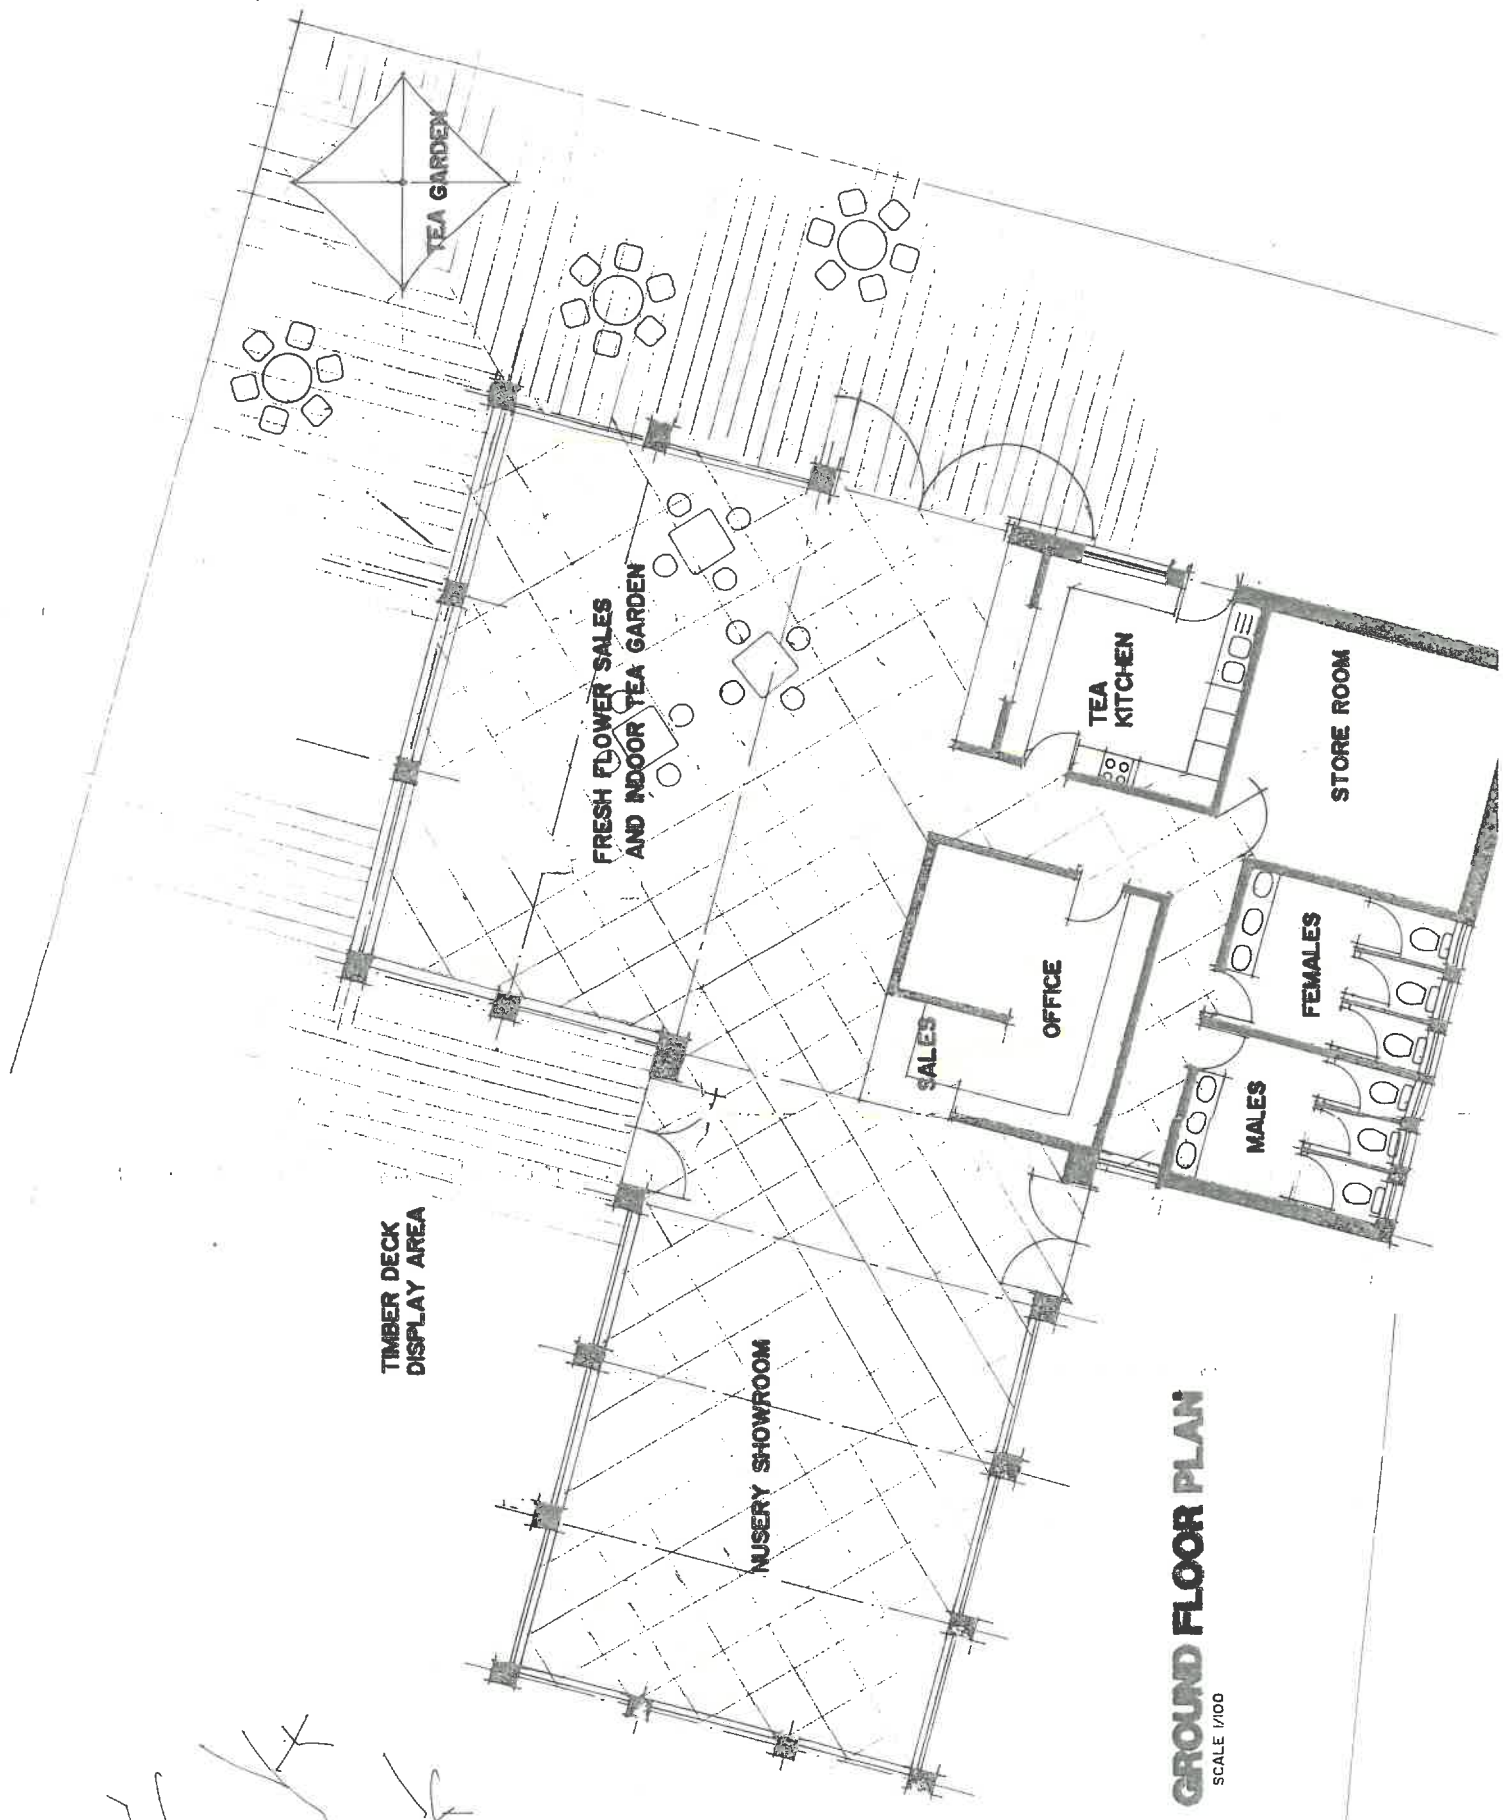 TEA GARDEN
FRESH FLOWER SALES
AND INDOOR TEA GARDEN
TEA
KITCHEN
STORE ROOM
OFFICE
SALES
FEMALES
MALES
TIMBER DECK
DISPLAY AREA
NUSERY SHOWROOM
GROUND FLOOR PLAN
SCALE 1/100